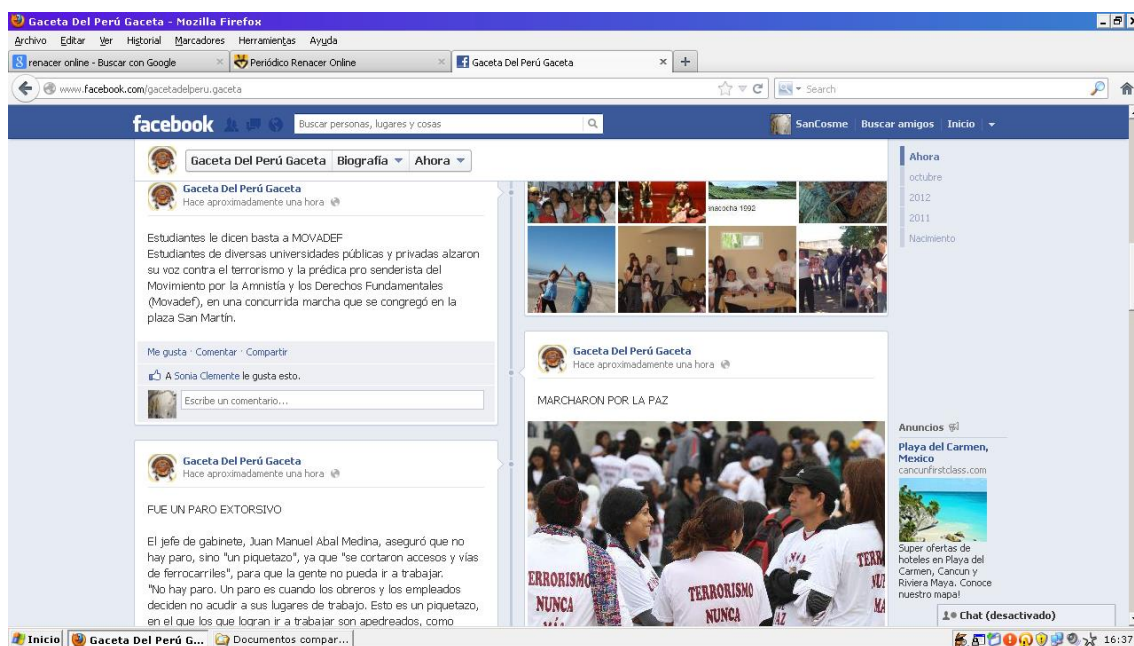 Gaceta Del Perú Gaceta - Mozilla Firefox
Archivo Editar Ver Historial Marcadores Herramientas Ayuda
renacer online - Buscar con Google
Periódico Renacer Online
Gaceta Del Perú Gaceta
www.facebook.com/gacetadelperu.gaceta
Search
facebook
Buscar personas, lugares y cosas
SanCosme Buscar amigos Inicio
Gaceta Del Perú Gaceta Biografía Ahora
Gaceta Del Perú Gaceta
Hace aproximadamente una hora
Estudiantes le dicen basta a MOVADEF
Estudiantes de diversas universidades públicas y privadas alzaron
su voz contra el terrorismo y la prédica pro senderista del
Movimiento por la Amnistía y los Derechos Fundamentales
(Movadef), en una concurrida marcha que se congregó en la
plaza San Martín.
Me gusta · Comentar · Compartir
A Sonia Clemente le gusta esto.
Escribe un comentario...
Gaceta Del Perú Gaceta
Hace aproximadamente una hora
FUE UN PARO EXTORSIVO
El jefe de gabinete, Juan Manuel Abal Medina, aseguró que no
hay paro, sino "un piquetazo", ya que "se cortaron accesos y vías
de ferrocarriles", para que la gente no pueda ir a trabajar.
"No hay paro. Un paro es cuando los obreros y los empleados
deciden no acudir a sus lugares de trabajo. Esto es un piquetazo,
en el que los que logran ir a trabajar son apedreados, como
inacocha 1992
Gaceta Del Perú Gaceta
Hace aproximadamente una hora
MARCHARON POR LA PAZ
ERRORISMO
NUNCA
MÁS
TERRORISMO
NUNCA
TERR
NU
MÁ
Ahora
octubre
2012
2011
Nacimiento
Anuncios
Playa del Carmen,
Mexico
cancunfirstclass.com
Super ofertas de
hoteles en Playa del
Carmen, Cancun y
Riviera Maya. Conoce
nuestro mapa!
Chat (desactivado)
Inicio
Gaceta Del Perú G...
Documentos compar...
16:37